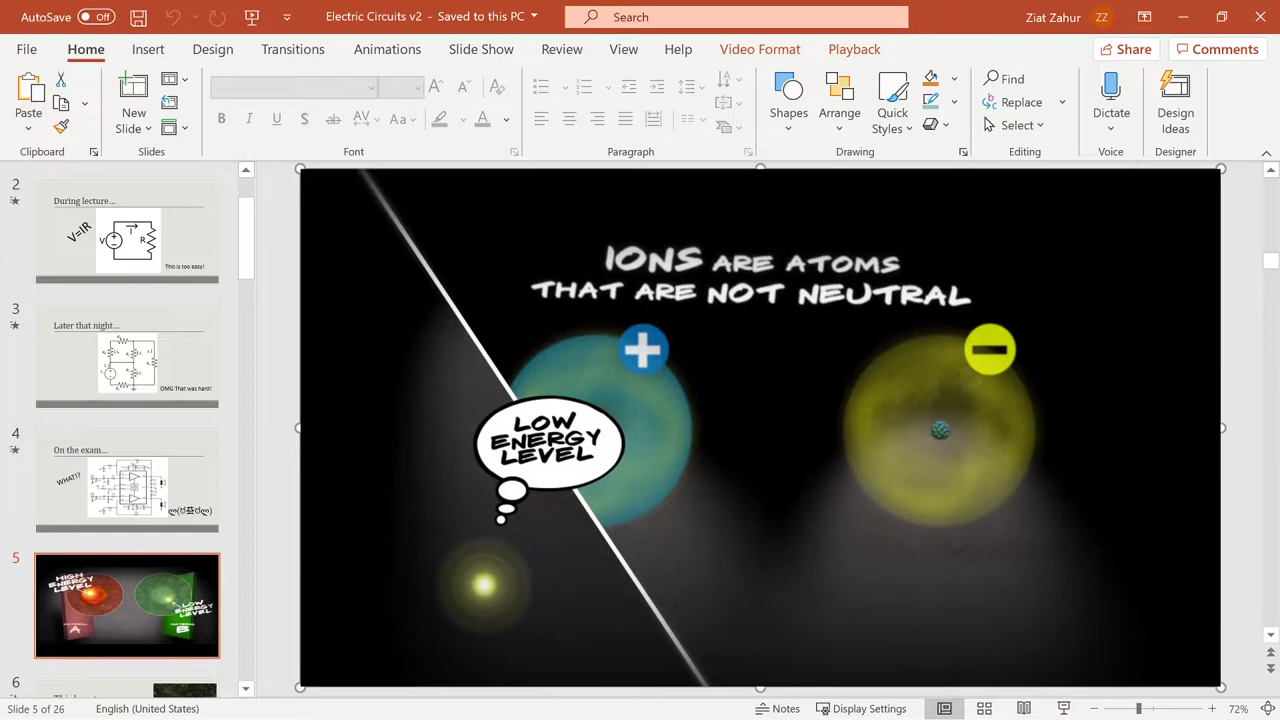 AutoSave Off
Electric Circuits v2 - Saved to this PC
Search
Ziat Zahur ZZ
File Home Insert Design Transitions Animations Slide Show Review View Help Video Format Playback
Share Comments
Paste
Clipboard
New
Slide
Slides
B I U S ab AV Aa A
Font
Paragraph
Shapes
Arrange
Quick
Styles
Drawing
Find
Replace
Select
Editing
Dictate
Voice
Design
Ideas
Designer
2
During lecture...
V=IR
V I R
This is too easy!
3
Later that night...
OMG That was hard!
4
On the exam...
WHAT!?
5
HIGH
ENERGY
LEVEL
LOW
ENERGY
LEVEL
MATERIAL
A
MATERIAL
B
6
IONS ARE ATOMS
THAT ARE NOT NEUTRAL
+
-
LOW
ENERGY
LEVEL
Slide 5 of 26
English (United States)
Notes
Display Settings
72%